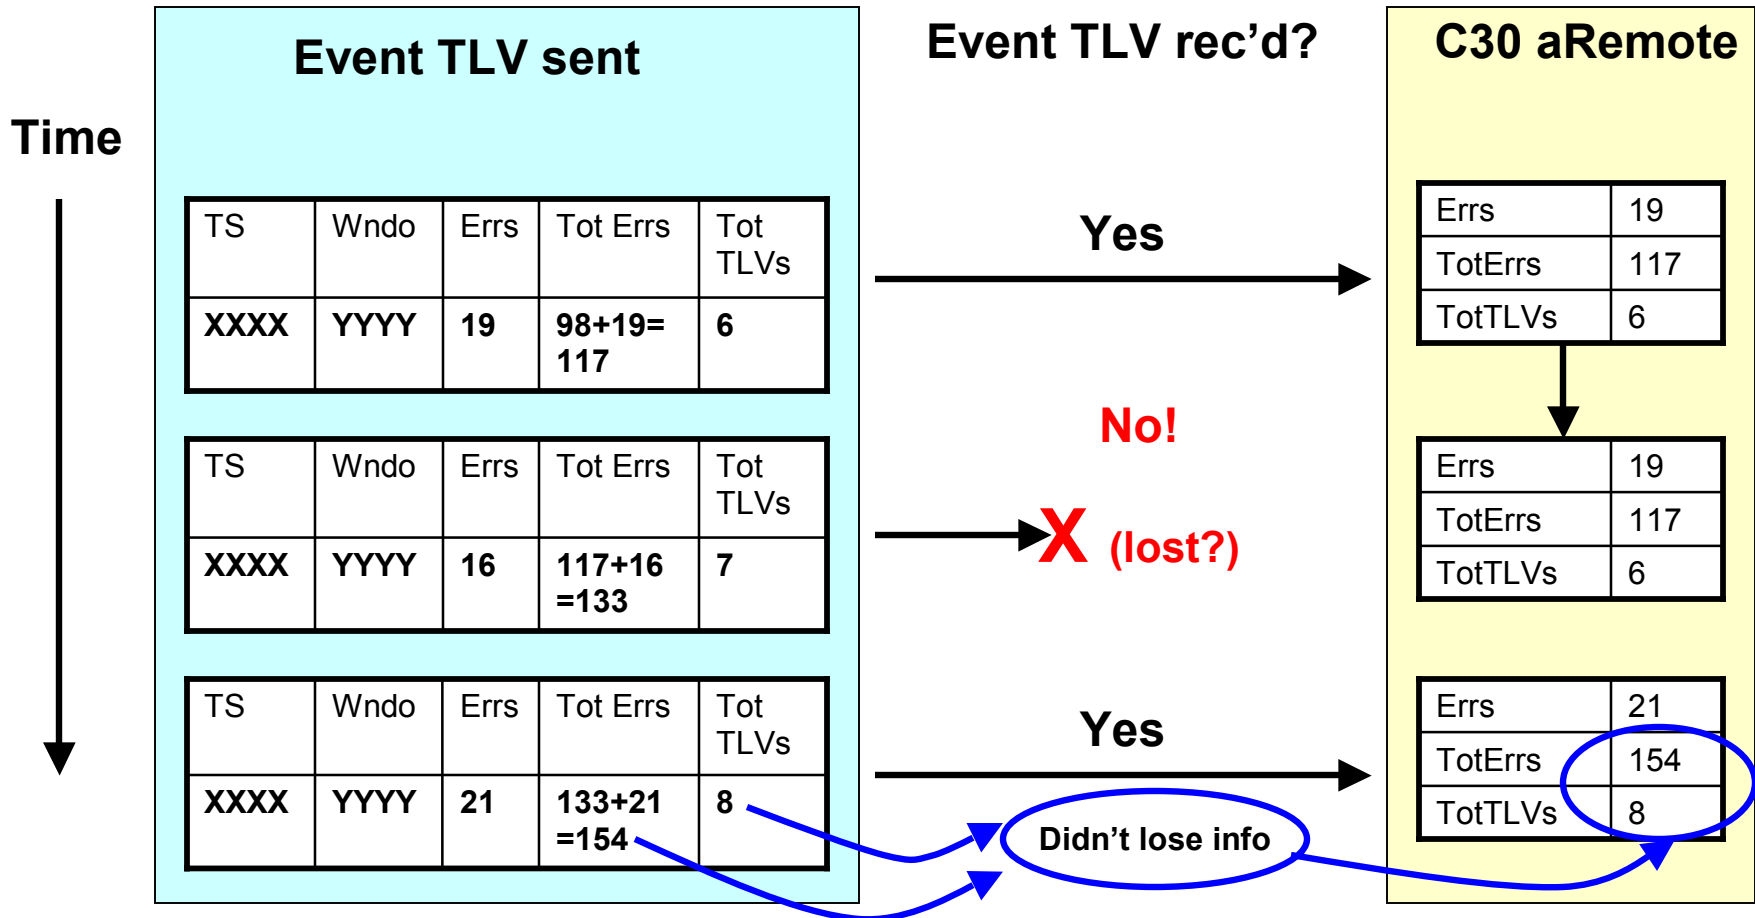 Event TLV sent
Event TLV rec'd?
C30 aRemote
Time
TS Wndo Errs Tot Errs Tot
TLVs
XXXX YYYY 19 98+19= 6
117
Yes
Errs 19
TotErrs 117
TotTLVs 6
TS Wndo Errs Tot Errs Tot
TLVs
XXXX YYYY 16 117+16 7
=133
No!
X (lost?)
Errs 19
TotErrs 117
TotTLVs 6
TS Wndo Errs Tot Errs Tot
TLVs
XXXX YYYY 21 133+21 8
=154
Yes
Didn't lose info
Errs 21
TotErrs 154
TotTLVs 8